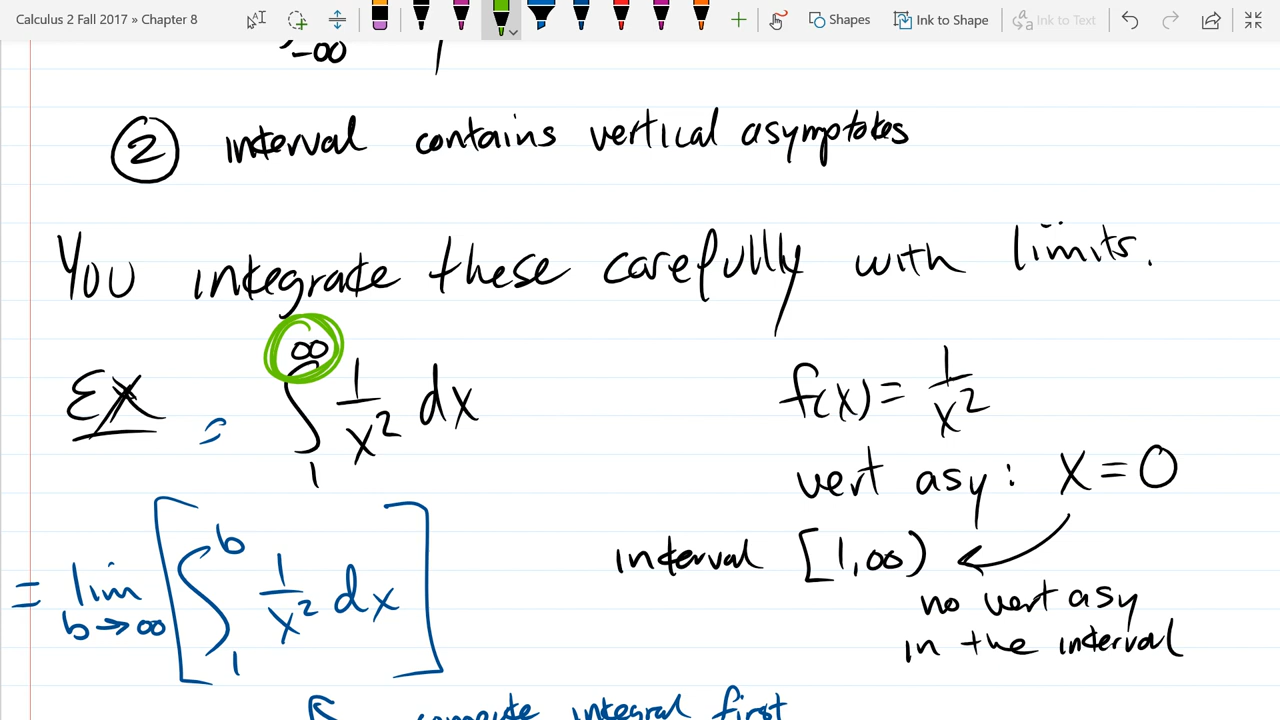 Calculus 2 Fall 2017 » Chapter 8
Shapes
Ink to Shape
Ink to Text
-∞
② interval contains vertical asymptotes
You integrate these carefullly with limits.
EX = ∫₁^∞ 1/x² dx
f(x) = 1/x²
vert asy: x = 0
interval [1,∞)
no vert asy
in the interval
= lim b→∞ [∫₁^b 1/x² dx]
compute integral first